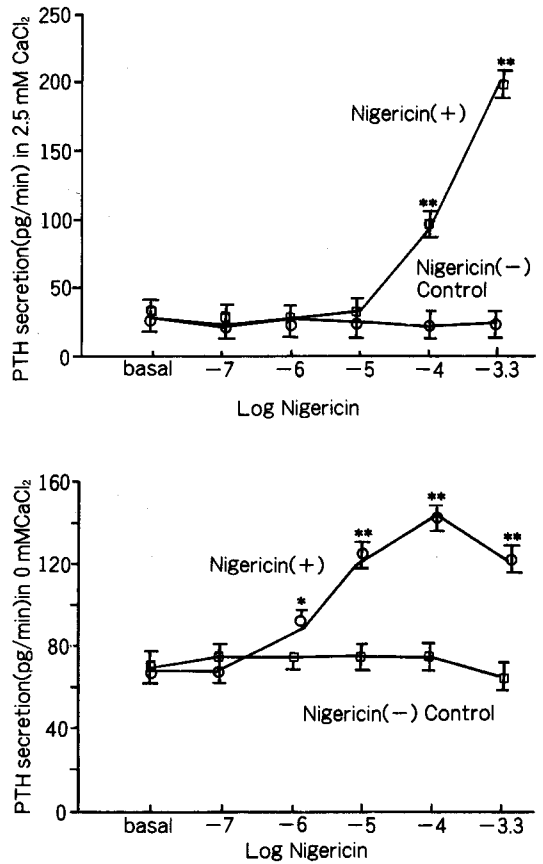 PTH secretion(pg/min) in 2.5 mM CaCl₂
250
200
150
100
50
0
**
Nigericin(+)
**
Nigericin(−)
Control
basal
−7
−6
−5
−4
−3.3
Log Nigericin
PTH secretion(pg/min)in 0 mMCaCl₂
160
120
80
40
0
**
**
**
Nigericin(+)
*
Nigericin(−) Control
basal
−7
−6
−5
−4
−3.3
Log Nigericin